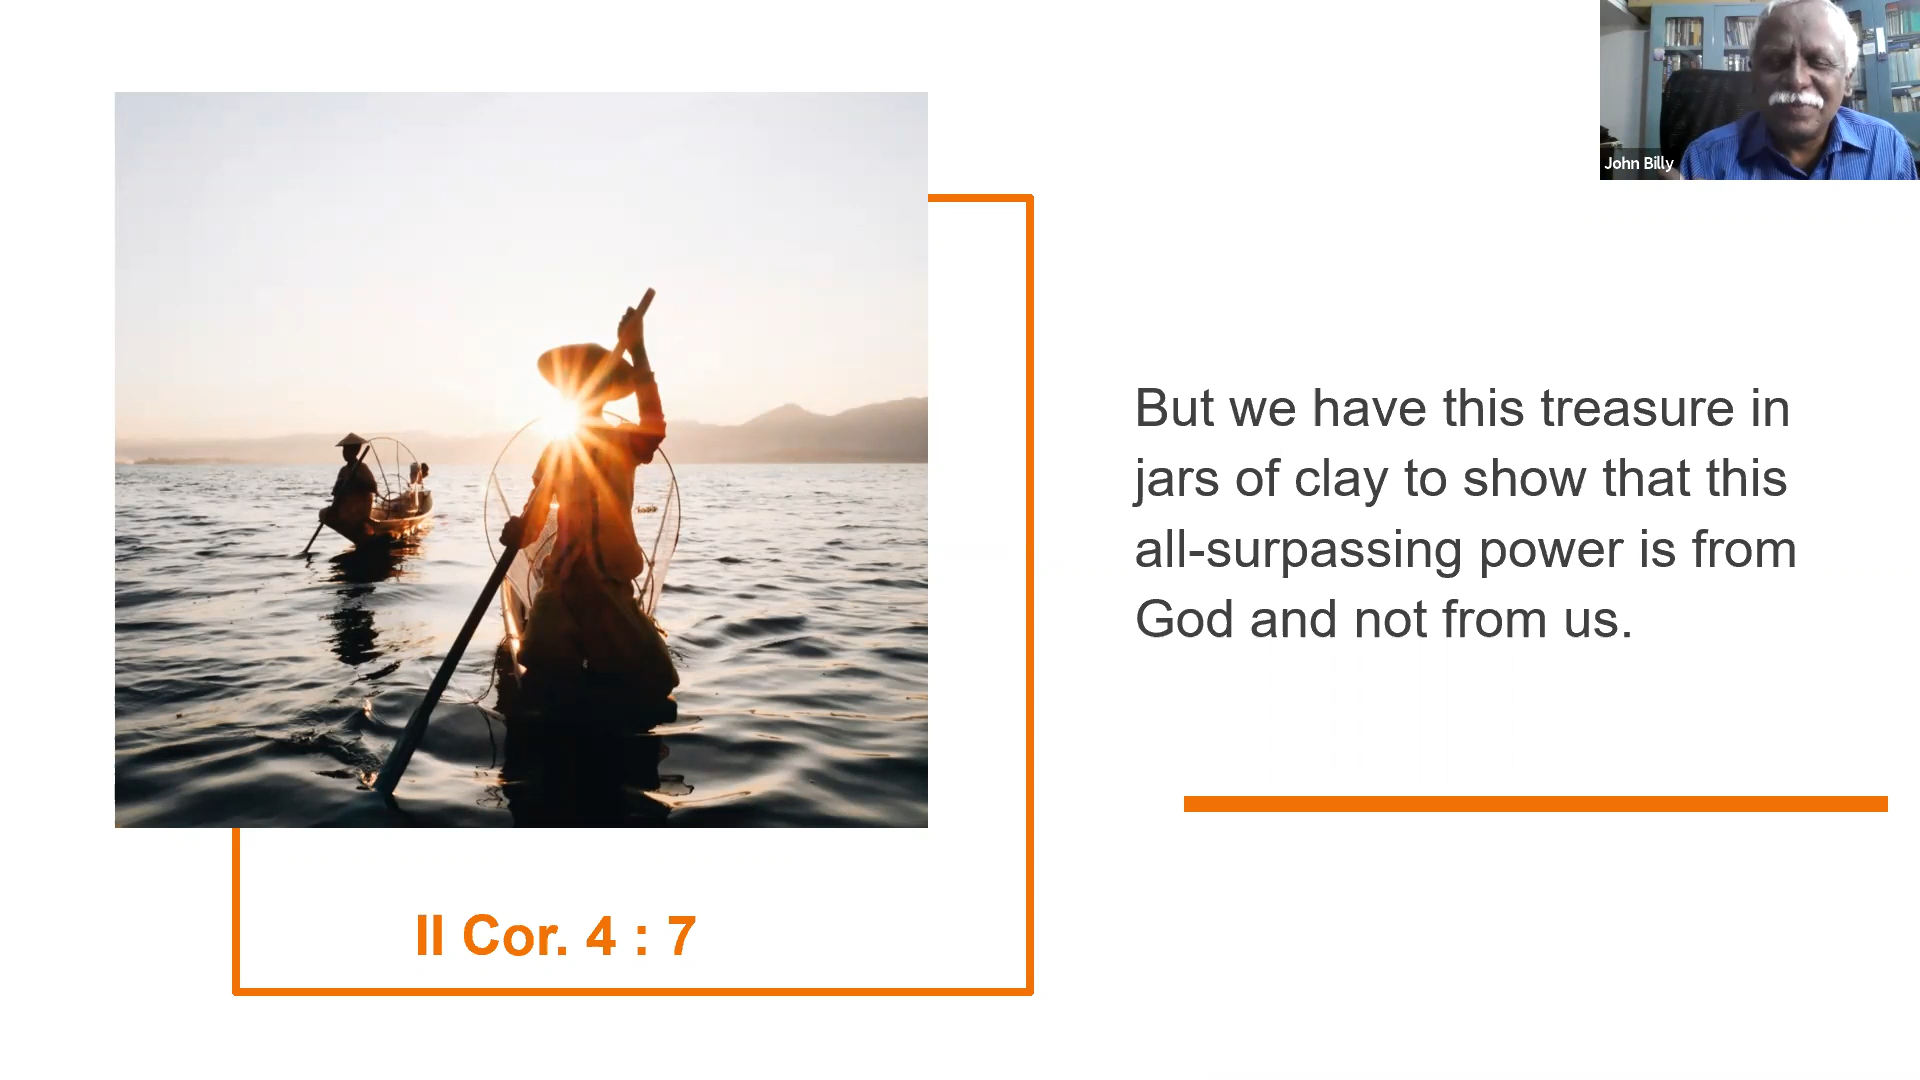 John Billy
But we have this treasure in
jars of clay to show that this
all-surpassing power is from
God and not from us.
II Cor. 4 : 7